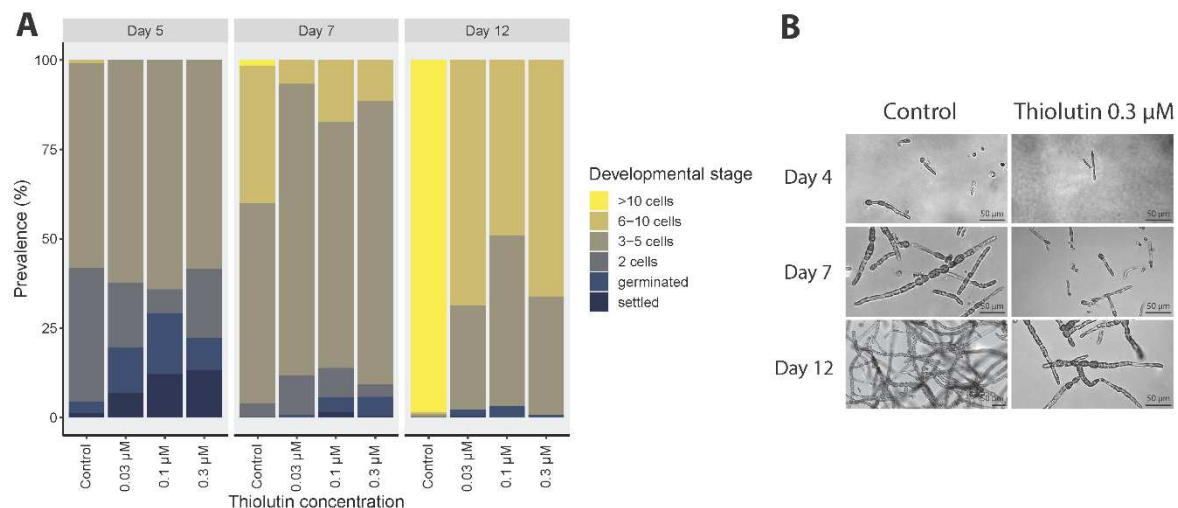 A
Day 5
Day 7
Day 12
100
75
50
25
0
Prevalence (%)
Control
0.03 µM
0.1 µM
0.3 µM
Control
0.03 µM
0.1 µM
0.3 µM
Control
0.03 µM
0.1 µM
0.3 µM
Thiolutin concentration
Developmental stage
>10 cells
6−10 cells
3−5 cells
2 cells
germinated
settled
B
Control
Thiolutin 0.3 µM
Day 4
50 µm
50 µm
Day 7
50 µm
50 µm
Day 12
50 µm
50 µm